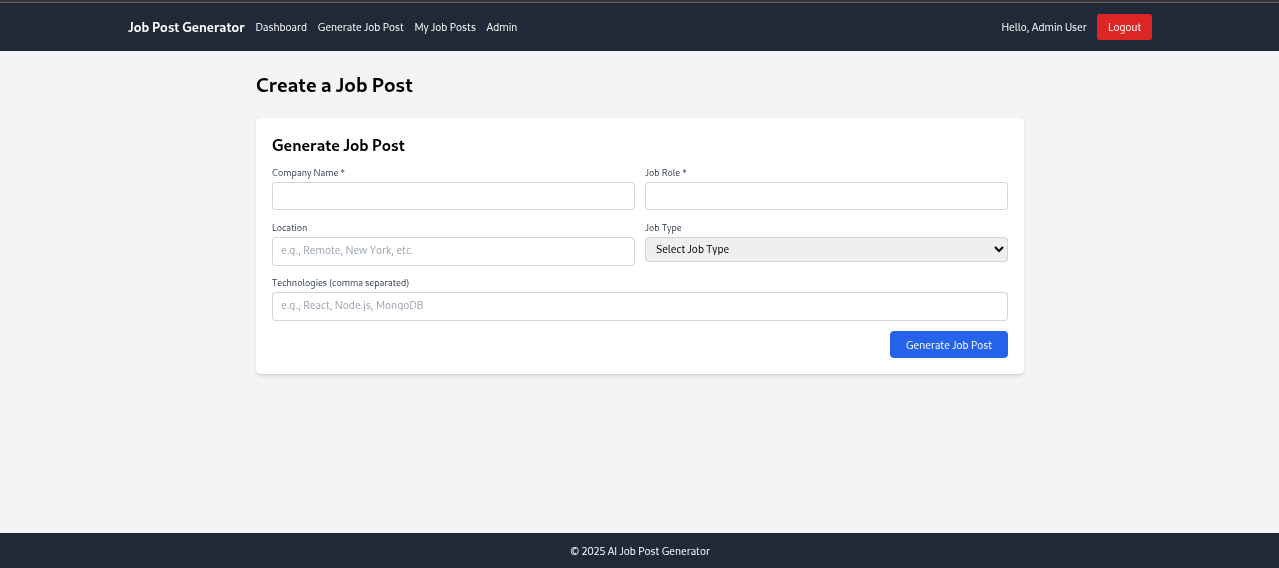 Job Post Generator Dashboard Generate Job Post My Job Posts Admin Hello, Admin User Logout
Create a Job Post
Generate Job Post
Company Name * Job Role *
Location Job Type
e.g., Remote, New York, etc. Select Job Type
Technologies (comma separated)
e.g., React, Node.js, MongoDB
Generate Job Post
© 2025 AI Job Post Generator